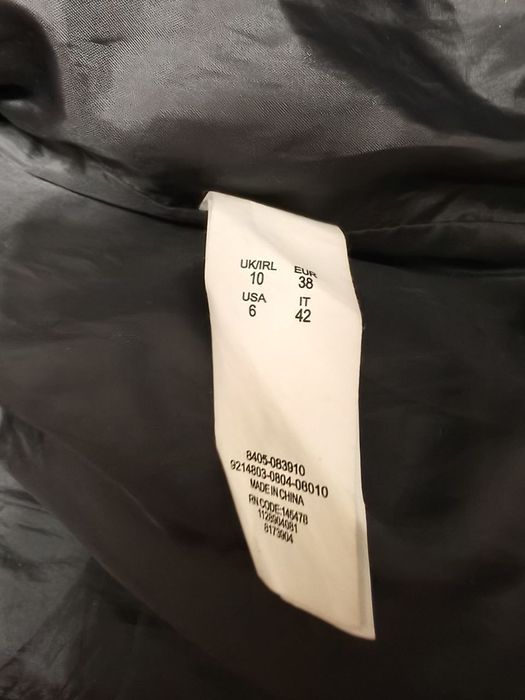 UK/IRL EUR
10 38
USA IT
6 42
8405-083910
9214803-0804-08010
MADE IN CHINA
RN CODE:145478
1128904081
8173904